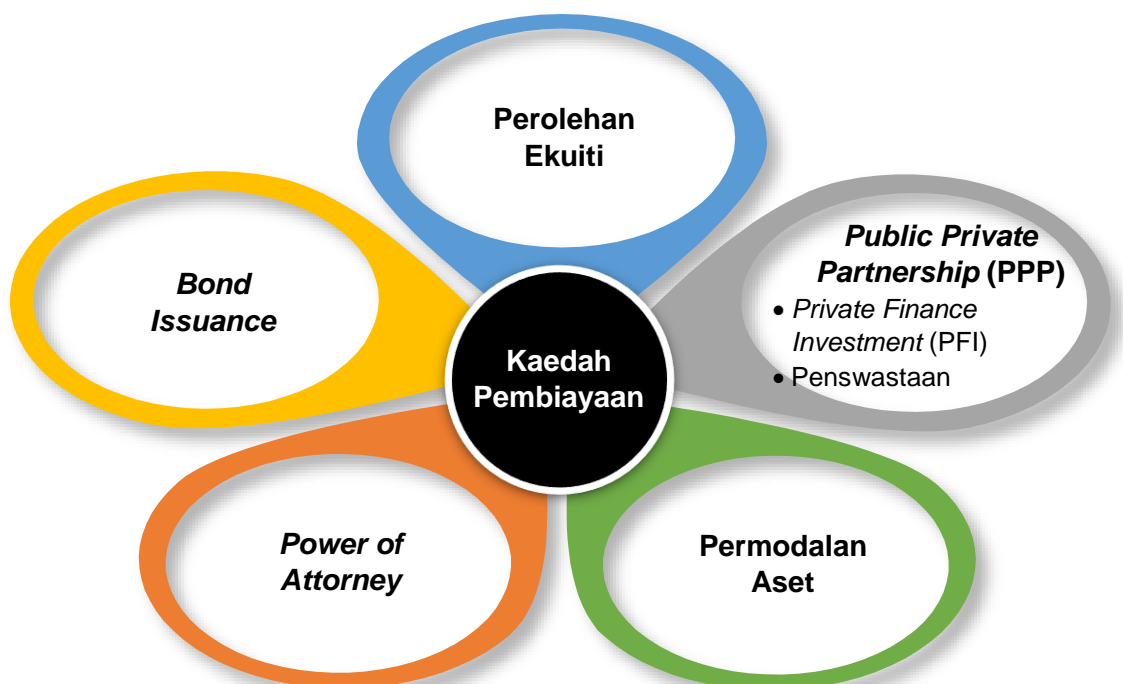 Perolehan
Ekuiti
Public Private
Partnership (PPP)
• Private Finance
Investment (PFI)
• Penswastaan
Bond
Issuance
Kaedah
Pembiayaan
Power of
Attorney
Permodalan
Aset